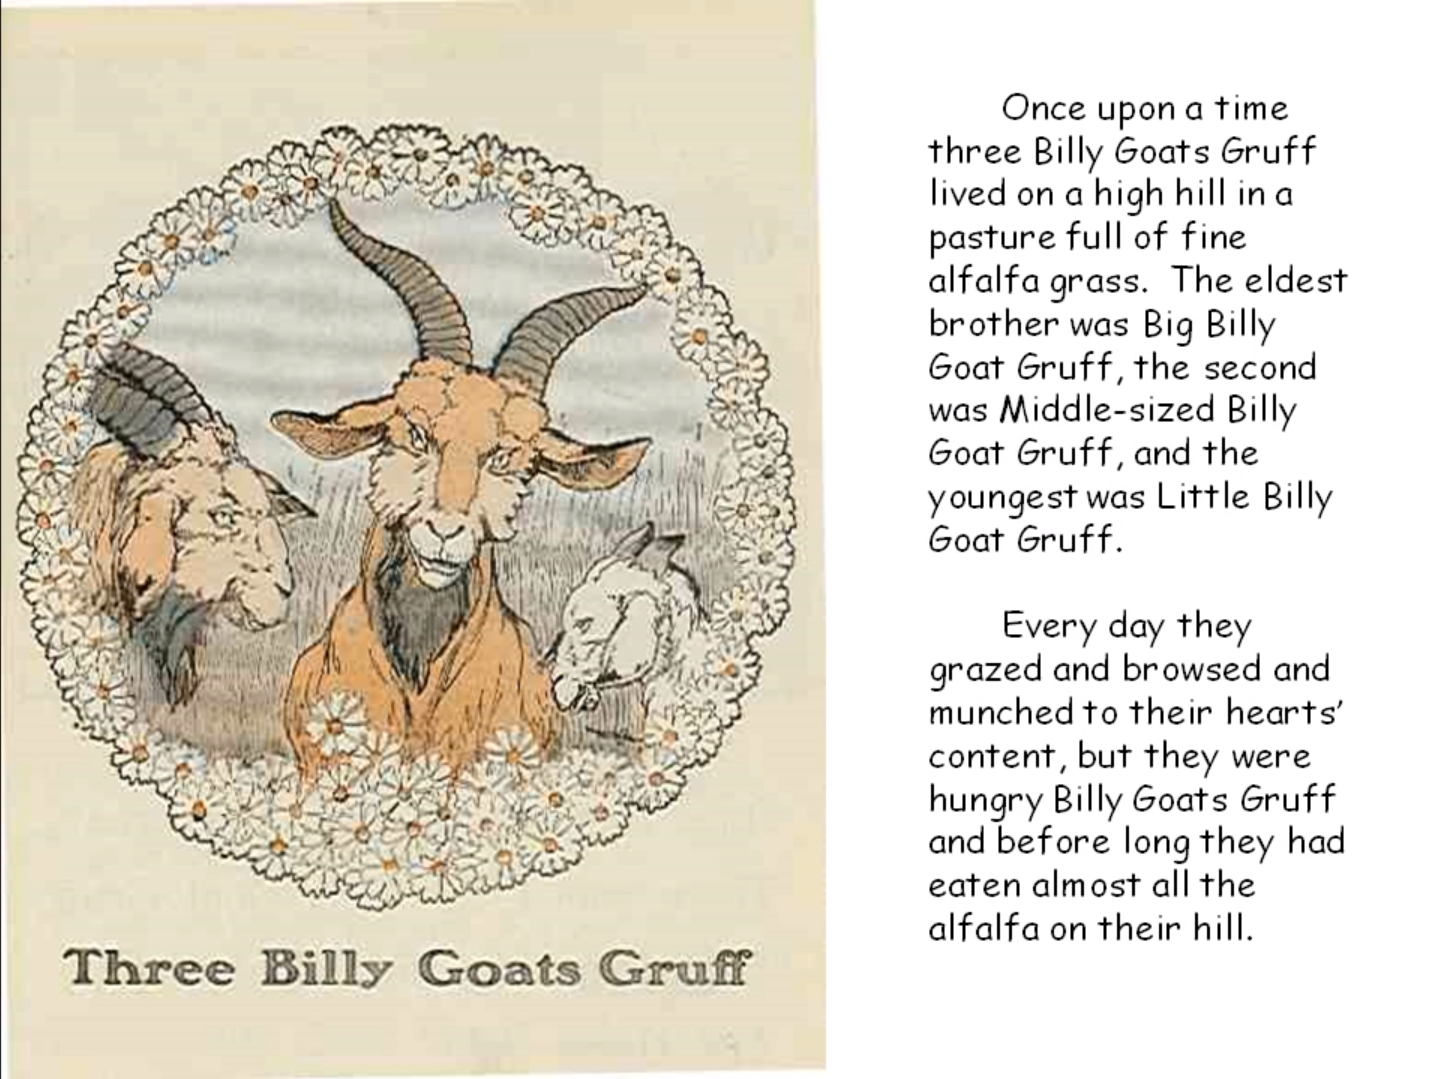 Three Billy Goats Gruff
Once upon a time
three Billy Goats Gruff
lived on a high hill in a
pasture full of fine
alfalfa grass.  The eldest
brother was Big Billy
Goat Gruff, the second
was Middle-sized Billy
Goat Gruff, and the
youngest was Little Billy
Goat Gruff.
Every day they
grazed and browsed and
munched to their hearts’
content, but they were
hungry Billy Goats Gruff
and before long they had
eaten almost all the
alfalfa on their hill.